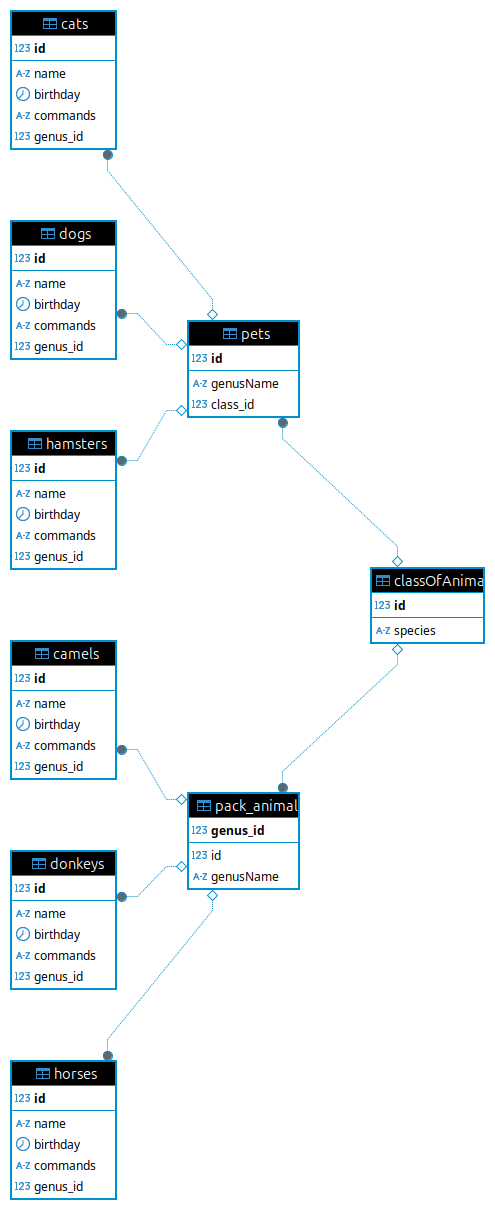 cats
123 id
A-Z name
birthday
A-Z commands
123 genus_id
dogs
123 id
A-Z name
birthday
A-Z commands
123 genus_id
pets
123 id
A-Z genusName
123 class_id
hamsters
123 id
A-Z name
birthday
A-Z commands
123 genus_id
classOfAnima
123 id
A-Z species
camels
123 id
A-Z name
birthday
A-Z commands
123 genus_id
pack_animal
123 genus_id
123 id
A-Z genusName
donkeys
123 id
A-Z name
birthday
A-Z commands
123 genus_id
horses
123 id
A-Z name
birthday
A-Z commands
123 genus_id